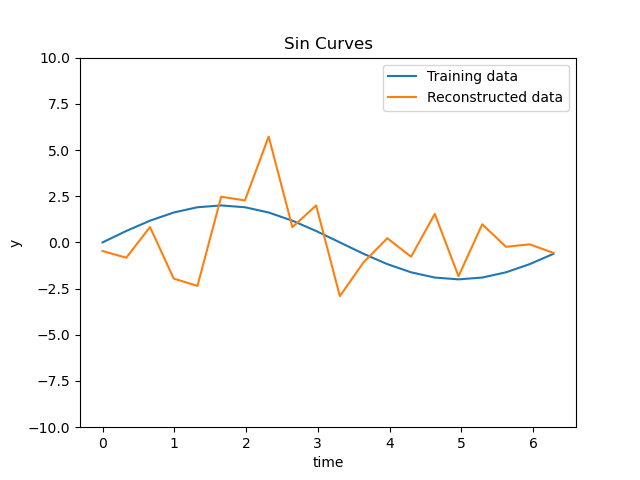 Sin Curves
Training data
Reconstructed data
10.0
7.5
5.0
2.5
0.0
−2.5
−5.0
−7.5
−10.0
y
0 1 2 3 4 5 6
time